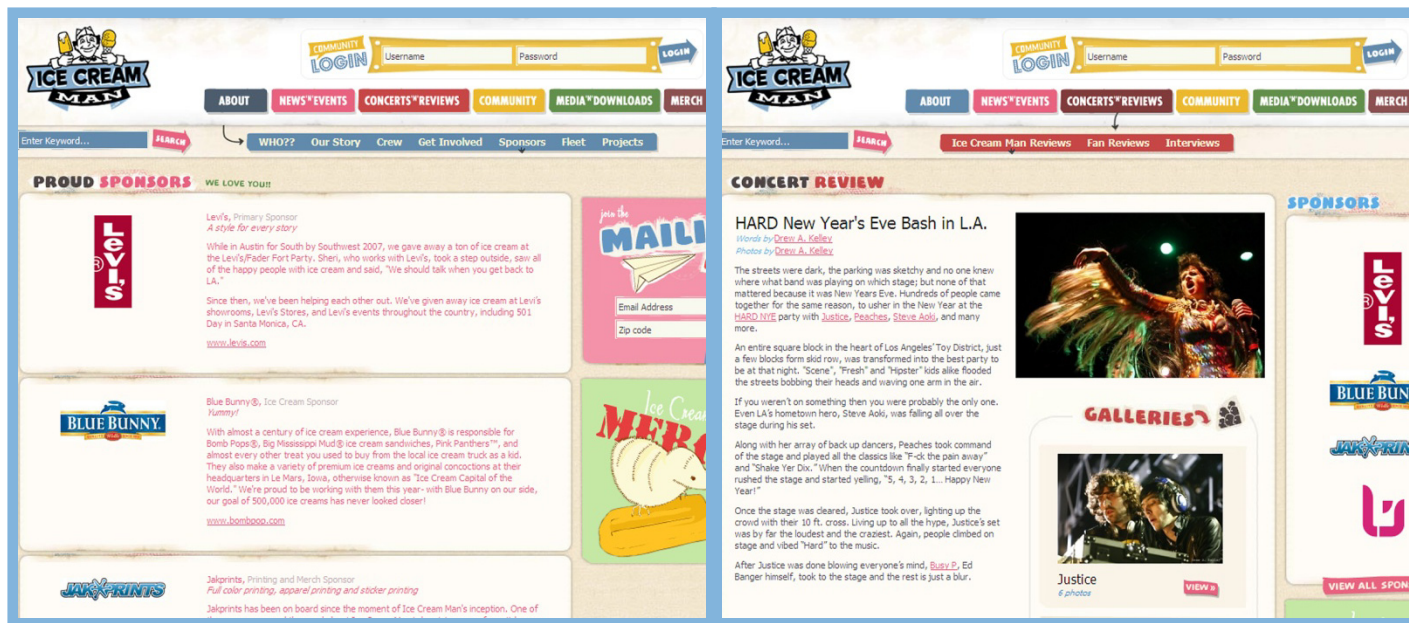 ICE CREAM
MAN
COMMUNITY
LOGIN
Username
Password
LOGIN
ABOUT
NEWS & EVENTS
CONCERTS & REVIEWS
COMMUNITY
MEDIA & DOWNLOADS
MERCH
Enter Keyword...
SEARCH
WHO??
Our Story
Crew
Get Involved
Sponsors
Fleet
Projects
PROUD SPONSORS
WE LOVE YOU!!
Levi's
®
Levi's, Primary Sponsor
A style for every story
While in Austin for South by Southwest 2007, we gave away a ton of ice cream at
the Levi's/Fader Fort Party. Sheri, who works with Levi's, took a step outside, saw all
of the happy people with ice cream and said, "We should talk when you get back to
LA."
Since then, we've been helping each other out. We've given away ice cream at Levi's
showrooms, Levi's Stores, and Levi's events throughout the country, including 501
Day in Santa Monica, CA.
www.levis.com
BLUE BUNNY.
Blue Bunny®, Ice Cream Sponsor
Yummy!
With almost a century of ice cream experience, Blue Bunny® is responsible for
Bomb Pops®, Big Mississippi Mud® ice cream sandwiches, Pink Panthers™, and
almost every other treat you used to buy from the local ice cream truck as a kid.
They also make a variety of premium ice creams and original concoctions at their
headquarters in Le Mars, Iowa, otherwise known as "Ice Cream Capital of the
World." We're proud to be working with them this year- with Blue Bunny on our side,
our goal of 500,000 ice creams has never looked closer!
www.bombpop.com
JAKPRINTS
Jakprints, Printing and Merch Sponsor
Full color printing, apparel printing and sticker printing
Jakprints has been on board since the moment of Ice Cream Man's inception. One of
join the
MAILI
Email Address
Zip code
Ice Crea
MERC
ICE CREAM
MAN
COMMUNITY
LOGIN
Username
Password
LOGIN
ABOUT
NEWS & EVENTS
CONCERTS & REVIEWS
COMMUNITY
MEDIA & DOWNLOADS
MERCH
Enter Keyword...
SEARCH
Ice Cream Man Reviews
Fan Reviews
Interviews
CONCERT REVIEW
HARD New Year's Eve Bash in L.A.
Words by Drew A. Kelley
Photos by Drew A. Kelley
The streets were dark, the parking was sketchy and no one knew
where what band was playing on which stage; but none of that
mattered because it was New Years Eve. Hundreds of people came
together for the same reason, to usher in the New Year at the
HARD NYE party with Justice, Peaches, Steve Aoki, and many
more.
An entire square block in the heart of Los Angeles' Toy District, just
a few blocks form skid row, was transformed into the best party to
be at that night. "Scene", "Fresh" and "Hipster" kids alike flooded
the streets bobbing their heads and waving one arm in the air.
If you weren't on something then you were probably the only one.
Even LA's hometown hero, Steve Aoki, was falling all over the
stage during his set.
Along with her array of back up dancers, Peaches took command
of the stage and played all the classics like "F-ck the pain away"
and "Shake Yer Dix." When the countdown finally started everyone
rushed the stage and started yelling, "5, 4, 3, 2, 1... Happy New
Year!"
Once the stage was cleared, Justice took over, lighting up the
crowd with their 10 ft. cross. Living up to all the hype, Justice's set
was by far the loudest and the craziest. Again, people climbed on
stage and vibed "Hard" to the music.
After Justice was done blowing everyone's mind, Busy P, Ed
Banger himself, took to the stage and the rest is just a blur.
GALLERIES
Justice
6 photos
VIEW »
SPONSORS
Levi's
®
BLUE BUN
JAKPRIN
VIEW ALL SPON